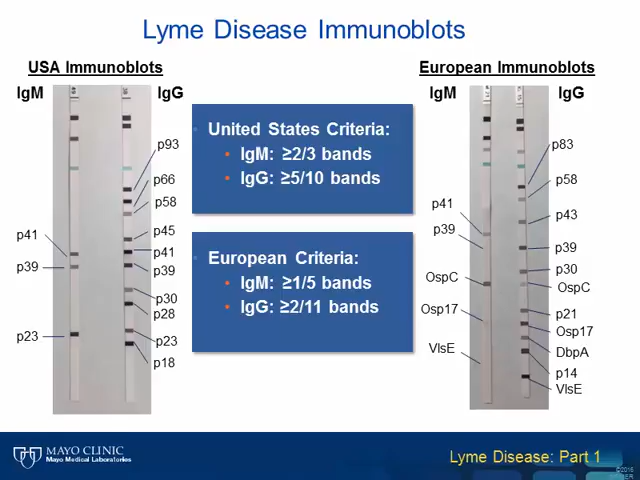 Lyme Disease Immunoblots
USA Immunoblots
IgM
IgG
p93
p66
p58
p45
p41
p39
p30
p28
p23
p18
p41
p39
p23
United States Criteria:
IgM: ≥2/3 bands
IgG: ≥5/10 bands
European Criteria:
IgM: ≥1/5 bands
IgG: ≥2/11 bands
European Immunoblots
IgM
IgG
p41
p39
OspC
Osp17
VlsE
p83
p58
p43
p39
p30
OspC
p21
Osp17
DbpA
p14
VlsE
MAYO CLINIC
Mayo Medical Laboratories
Lyme Disease: Part 1